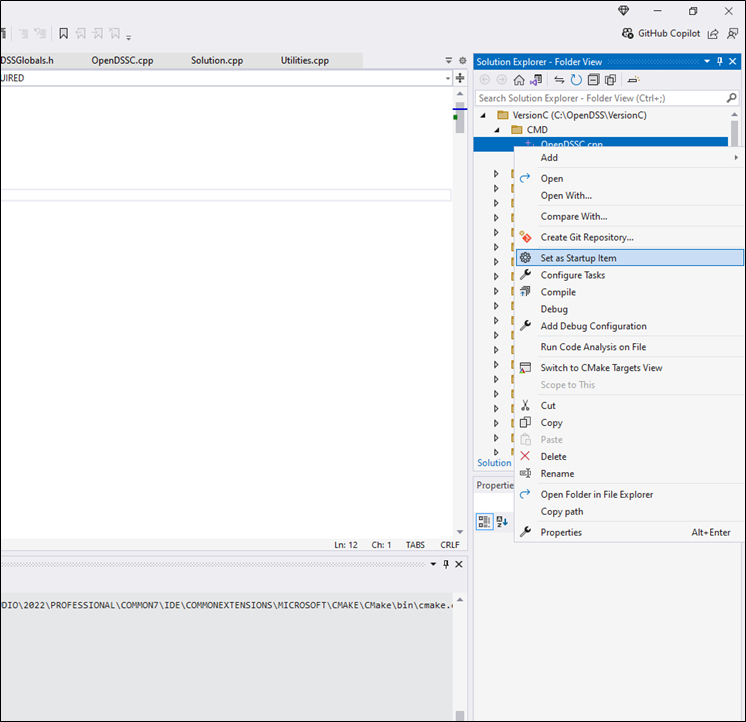 GitHub Copilot
DSSGlobals.h OpenDSSC.cpp Solution.cpp Utilities.cpp
UIRED
Solution Explorer - Folder View
Search Solution Explorer - Folder View (Ctrl+;)
VersionC (C:\OpenDSS\VersionC)
CMD
OpenDSSC.cpp
Add
Open
Open With...
Compare With...
Create Git Repository...
Set as Startup Item
Configure Tasks
Compile
Debug
Add Debug Configuration
Run Code Analysis on File
Switch to CMake Targets View
Scope to This
Cut
Copy
Paste
Delete
Rename
Open Folder in File Explorer
Copy path
Properties Alt+Enter
Solution
Propertie
Ln: 12 Ch: 1 TABS CRLF
DIO\2022\PROFESSIONAL\COMMON7\IDE\COMMONEXTENSIONS\MICROSOFT\CMAKE\CMake\bin\cmake.